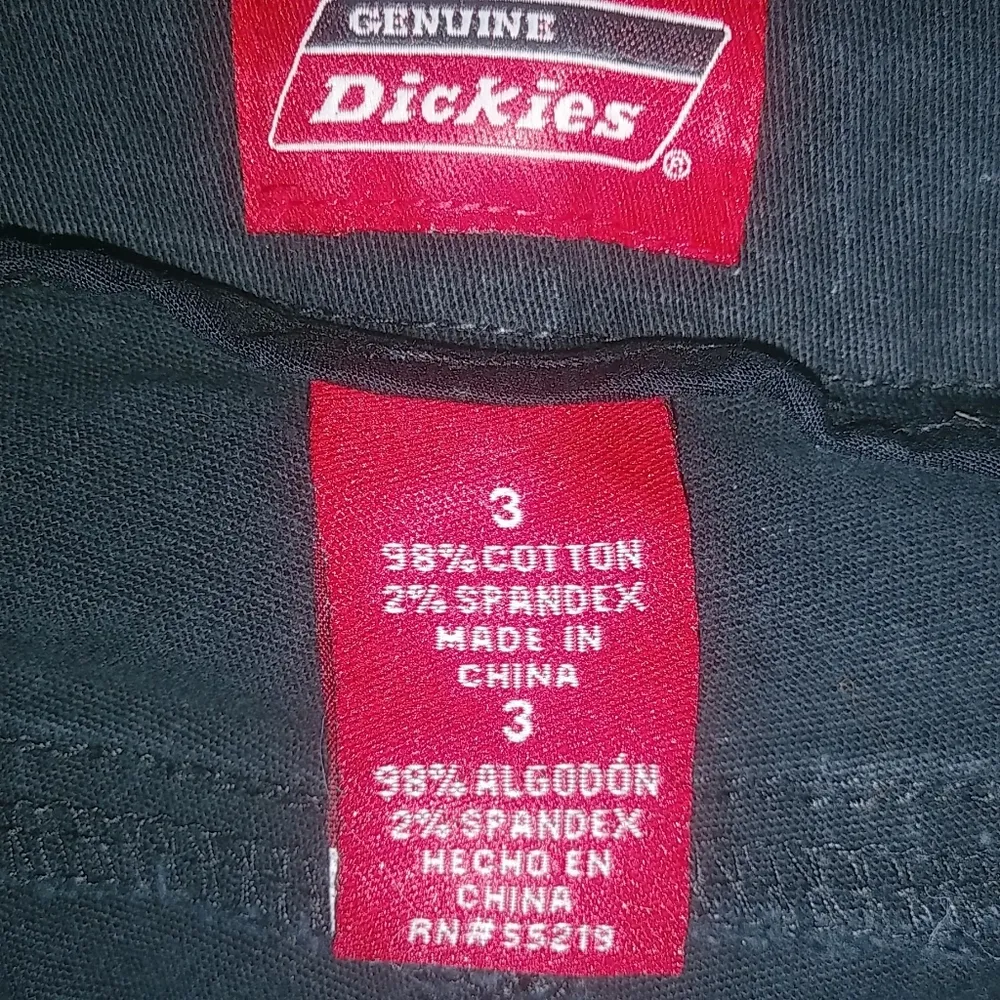 GENUINE
Dickies®
3
98% COTTON
2% SPANDEX
MADE IN
CHINA
3
98% ALGODÓN
2% SPANDEX
HECHO EN
CHINA
RN#55219